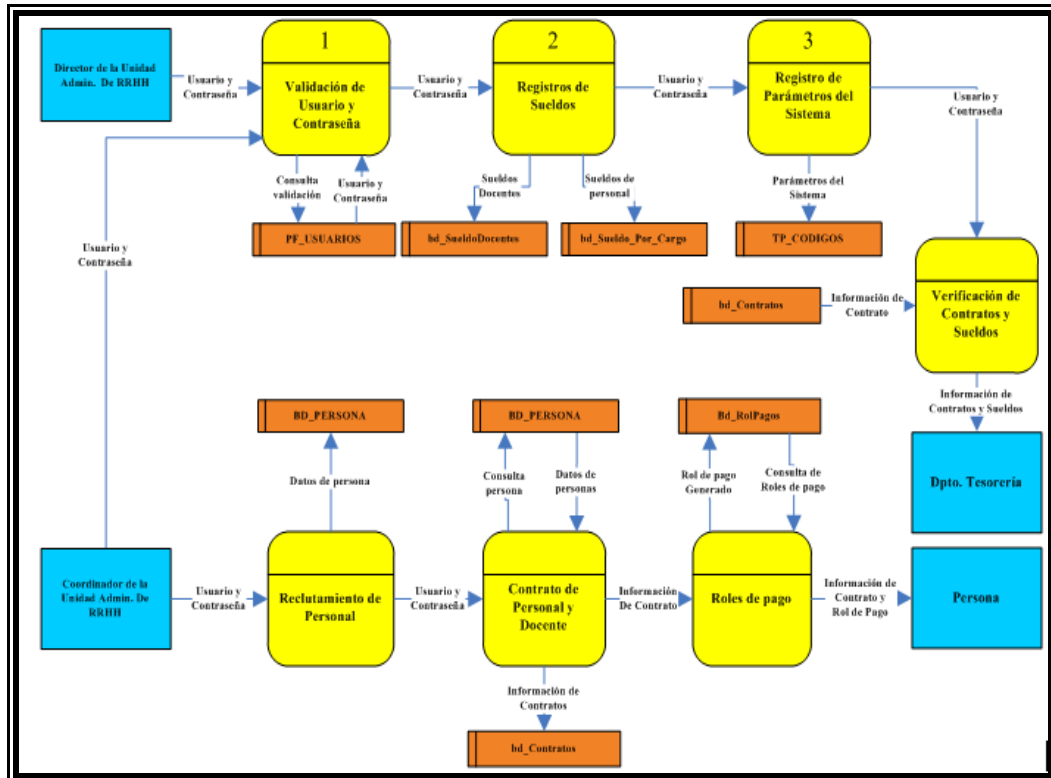 1
2
3
Director de la Unidad
Admin. De RRHH
Usuario y
Contraseña
Validación de
Usuario y
Contraseña
Usuario y
Contraseña
Registros de
Sueldos
Usuario y
Contraseña
Registro de
Parámetros del
Sistema
Usuario y
Contraseña
Consulta
validación
Usuario y
Contraseña
Sueldos
Docentes
Sueldos de
personal
Parámetros del
Sistema
PF_USUARIOS
bd_SueldoDocentes
bd_Sueldo_Por_Cargo
TP_CODIGOS
Usuario y
Contraseña
bd_Contratos
Información de
Contrato
Verificación de
Contratos y
Sueldos
Información de
Contratos y Sueldos
BD_PERSONA
BD_PERSONA
Bd_RolPagos
Dpto. Tesorería
Datos de persona
Consulta
persona
Datos de
personas
Rol de pago
Generado
Consulta de
Roles de pago
Coordinador de la
Unidad Admin. De
RRHH
Usuario y
Contraseña
Reclutamiento de
Personal
Usuario y
Contraseña
Contrato de
Personal y
Docente
Información
De Contrato
Roles de pago
Información de
Contrato y
Rol de Pago
Persona
Información de
Contratos
bd_Contratos